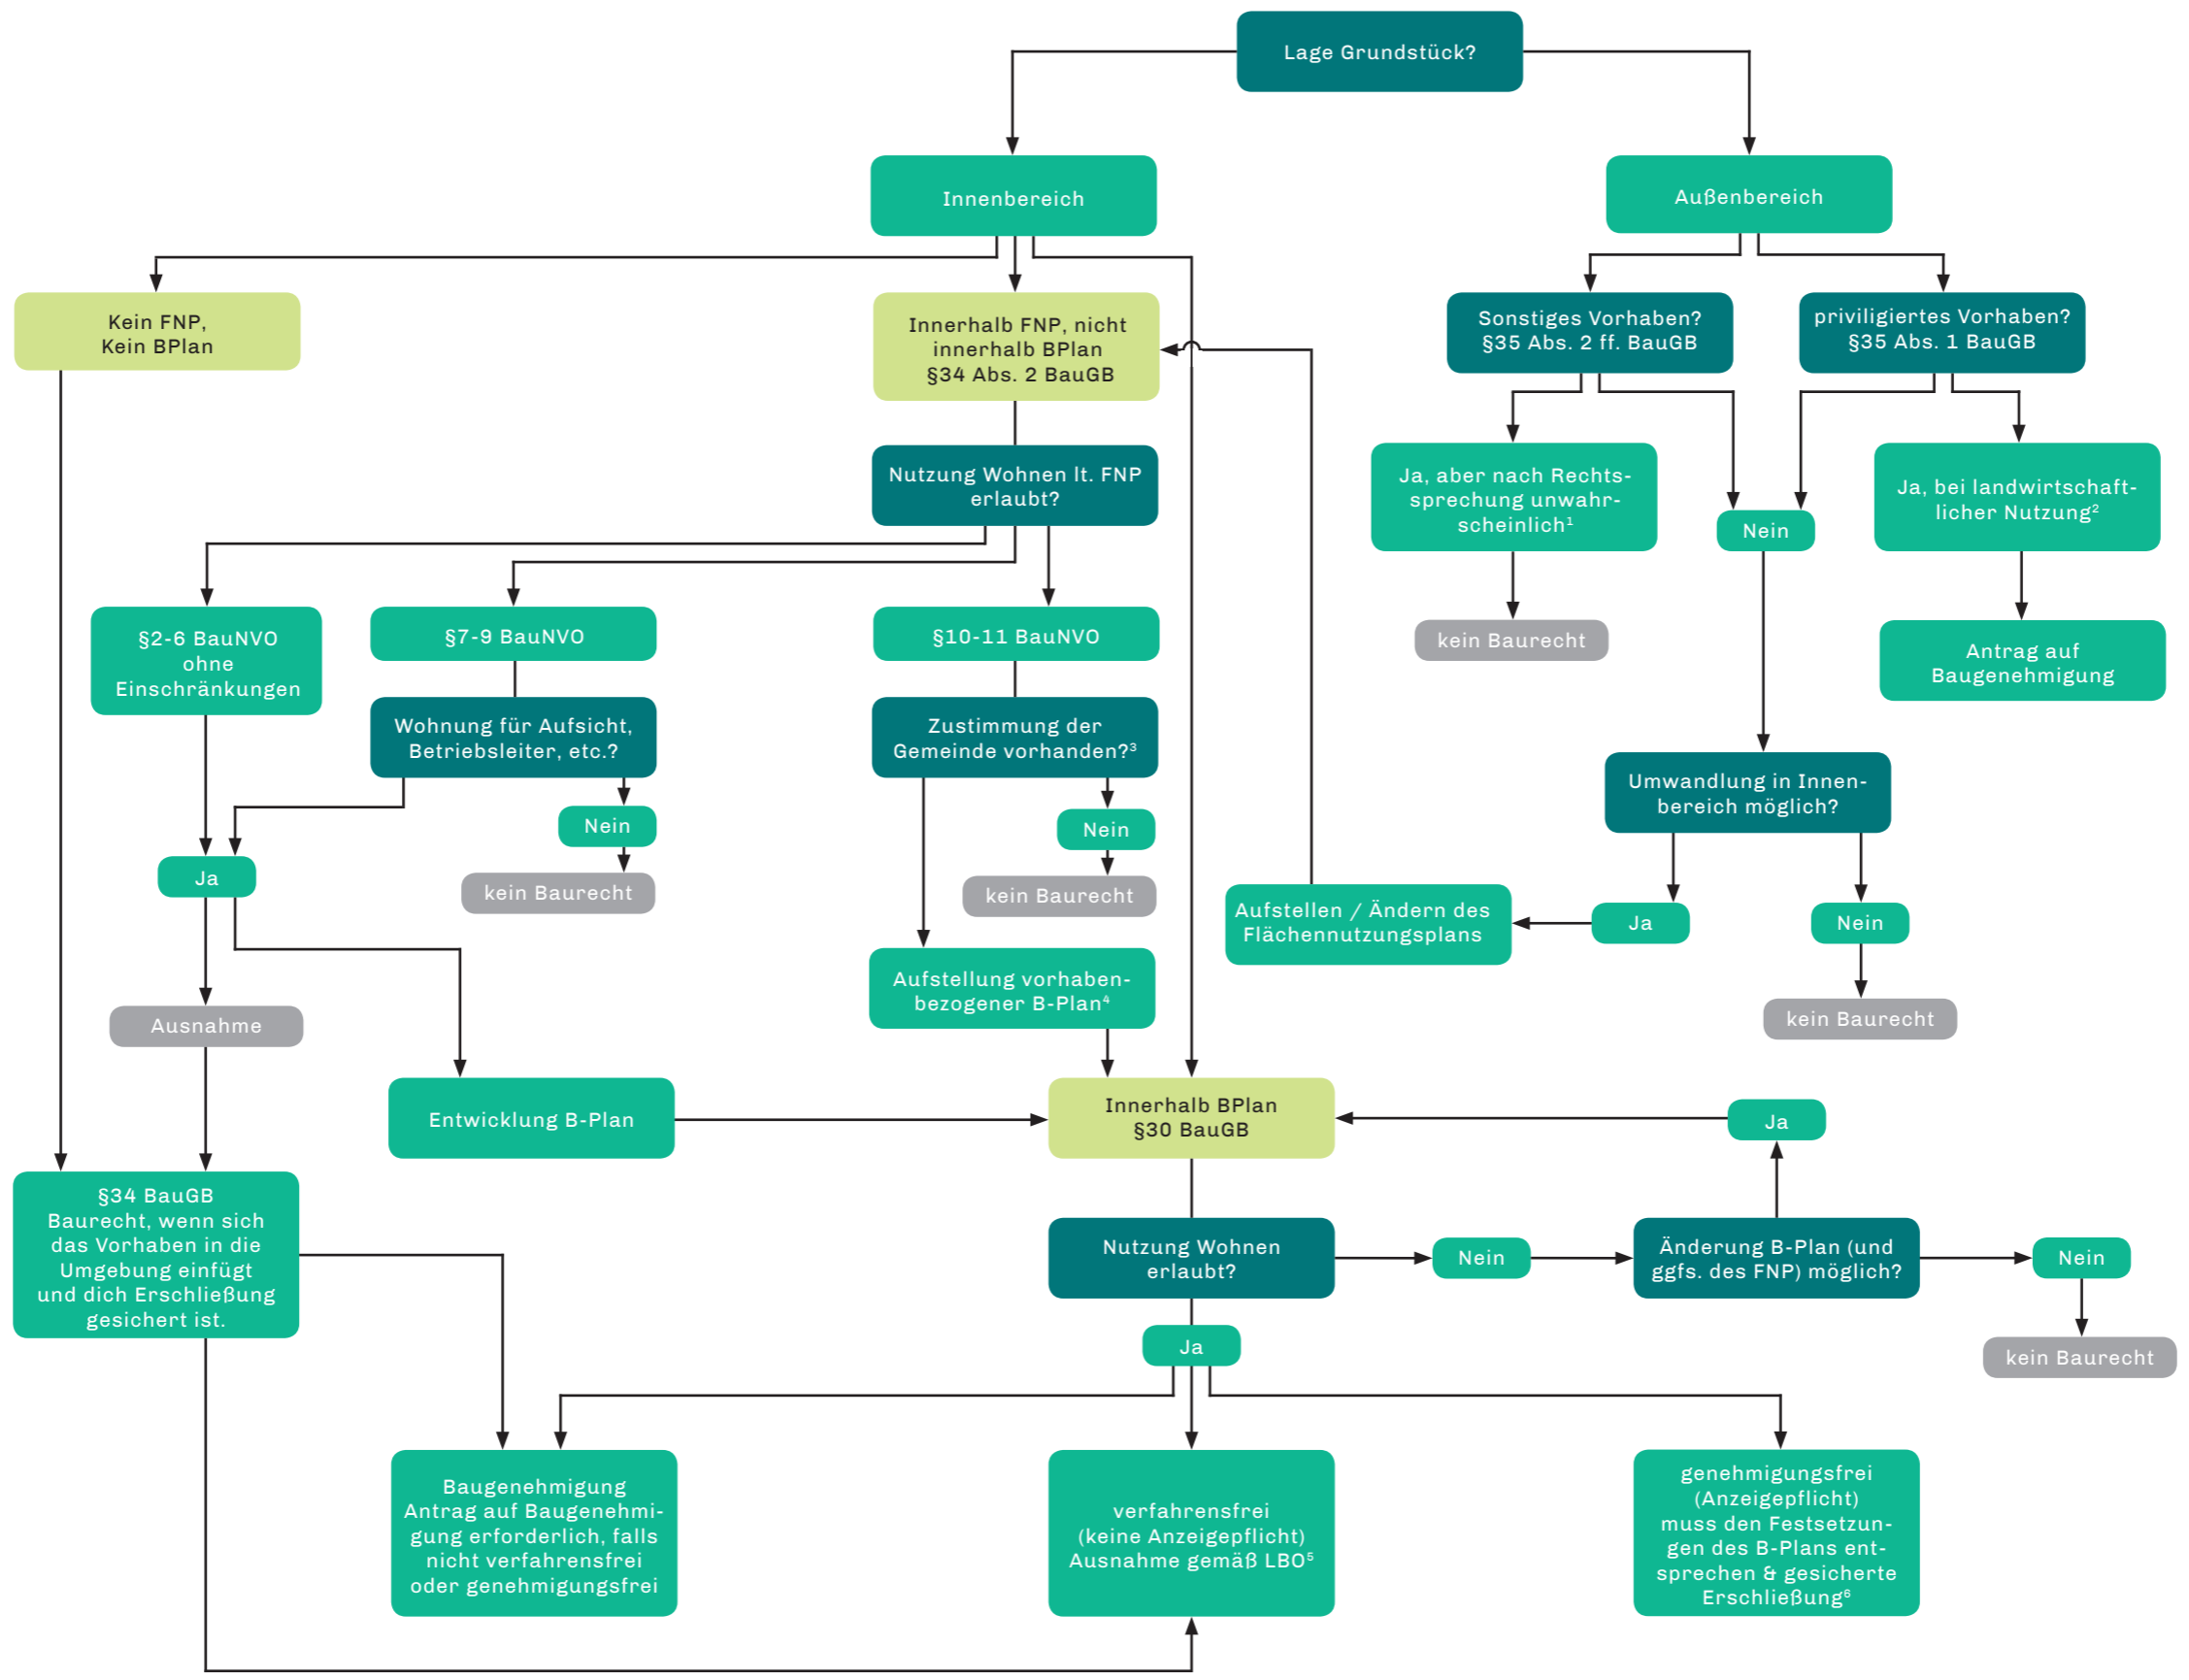 Lage Grundstück?
Innenbereich
Außenbereich
Kein FNP,
Kein BPlan
Innerhalb FNP, nicht
innerhalb BPlan
§34 Abs. 2 BauGB
Sonstiges Vorhaben?
§35 Abs. 2 ff. BauGB
priviligiertes Vorhaben?
§35 Abs. 1 BauGB
Nutzung Wohnen lt. FNP
erlaubt?
Ja, aber nach Rechts-
sprechung unwahr-
scheinlich¹
Nein
Ja, bei landwirtschaft-
licher Nutzung²
§2-6 BauNVO
ohne
Einschränkungen
§7-9 BauNVO
§10-11 BauNVO
kein Baurecht
Antrag auf
Baugenehmigung
Wohnung für Aufsicht,
Betriebsleiter, etc.?
Zustimmung der
Gemeinde vorhanden?³
Umwandlung in Innen-
bereich möglich?
Nein
Nein
Ja
kein Baurecht
kein Baurecht
Aufstellen / Ändern des
Flächennutzungsplans
Ja
Nein
Aufstellung vorhaben-
bezogener B-Plan⁴
Ausnahme
kein Baurecht
Entwicklung B-Plan
Innerhalb BPlan
§30 BauGB
Ja
§34 BauGB
Baurecht, wenn sich
das Vorhaben in die
Umgebung einfügt
und dich Erschließung
gesichert ist.
Nutzung Wohnen
erlaubt?
Nein
Änderung B-Plan (und
ggfs. des FNP) möglich?
Nein
Ja
kein Baurecht
Baugenehmigung
Antrag auf Baugenehmi-
gung erforderlich, falls
nicht verfahrensfrei
oder genehmigungsfrei
verfahrensfrei
(keine Anzeigepflicht)
Ausnahme gemäß LBO⁵
genehmigungsfrei
(Anzeigepflicht)
muss den Festsetzun-
gen des B-Plans ent-
sprechen & gesicherte
Erschließung⁶